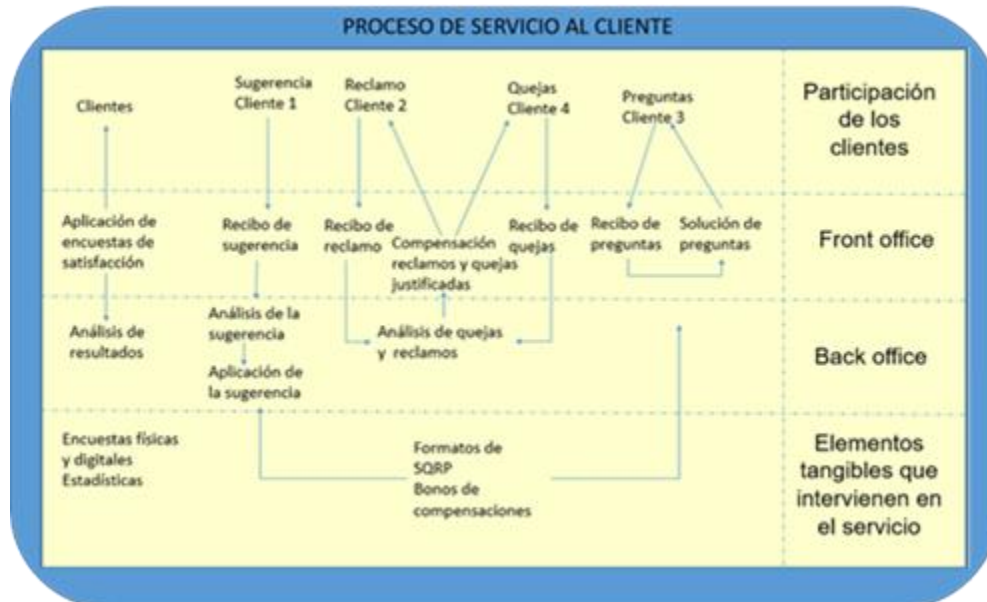 PROCESO DE SERVICIO AL CLIENTE
Clientes
Sugerencia
Cliente 1
Reclamo
Cliente 2
Quejas
Cliente 4
Preguntas
Cliente 3
Participación
de los
clientes
Aplicación de
encuestas de
satisfacción
Recibo de
sugerencia
Recibo de
reclamo
Compensación
reclamos y quejas
justificadas
Recibo de
quejas
Recibo de
preguntas
Solución de
preguntas
Front office
Análisis de
resultados
Análisis de la
sugerencia
Aplicación de
la sugerencia
Análisis de quejas
y reclamos
Back office
Encuestas físicas
y digitales
Estadísticas
Formatos de
SQRP
Bonos de
compensaciones
Elementos
tangibles que
intervienen en
el servicio